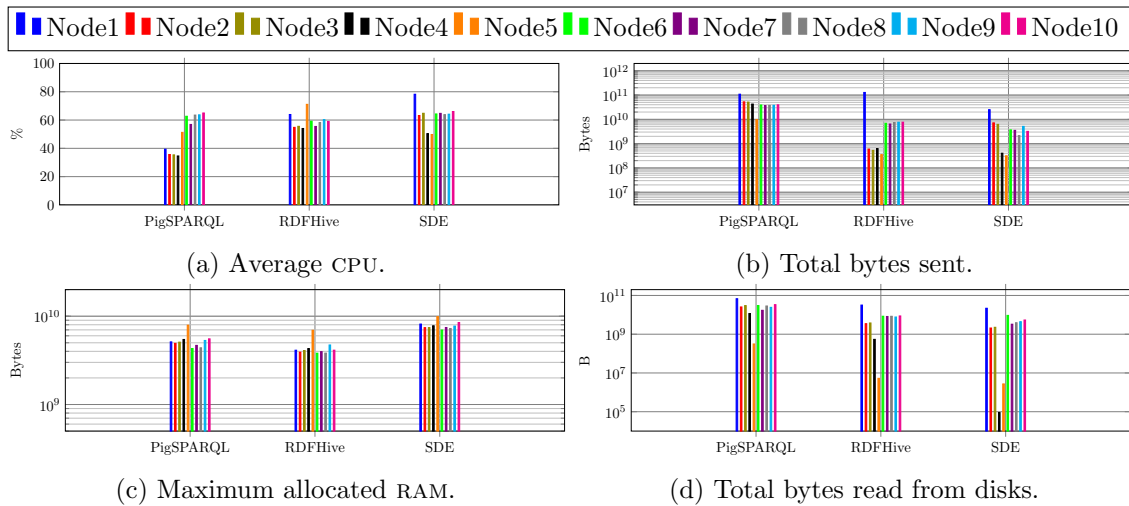 Node1 Node2 Node3 Node4 Node5 Node6 Node7 Node8 Node9 Node10
100
80
60
40
20
0
%
PigSPARQL RDFHive SDE
(a) Average CPU.
10^12
10^11
10^10
10^9
10^8
10^7
Bytes
PigSPARQL RDFHive SDE
(b) Total bytes sent.
10^10
10^9
Bytes
PigSPARQL RDFHive SDE
(c) Maximum allocated RAM.
10^11
10^9
10^7
10^5
B
PigSPARQL RDFHive SDE
(d) Total bytes read from disks.